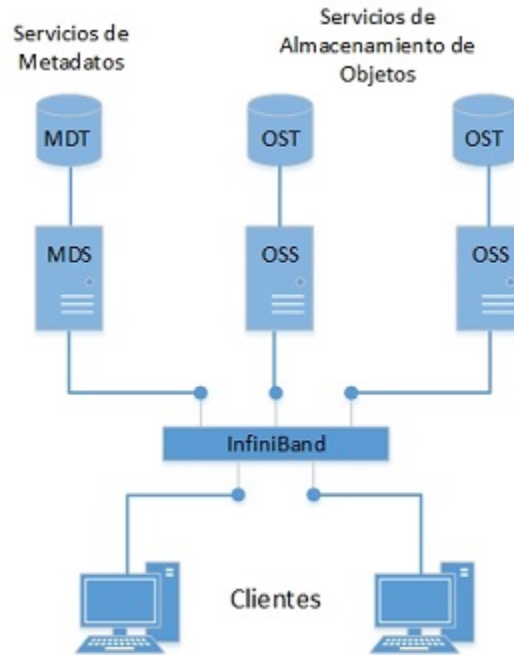 Servicios de
Metadatos
Servicios de
Almacenamiento de
Objetos
MDT
OST
OST
MDS
OSS
OSS
InfiniBand
Clientes